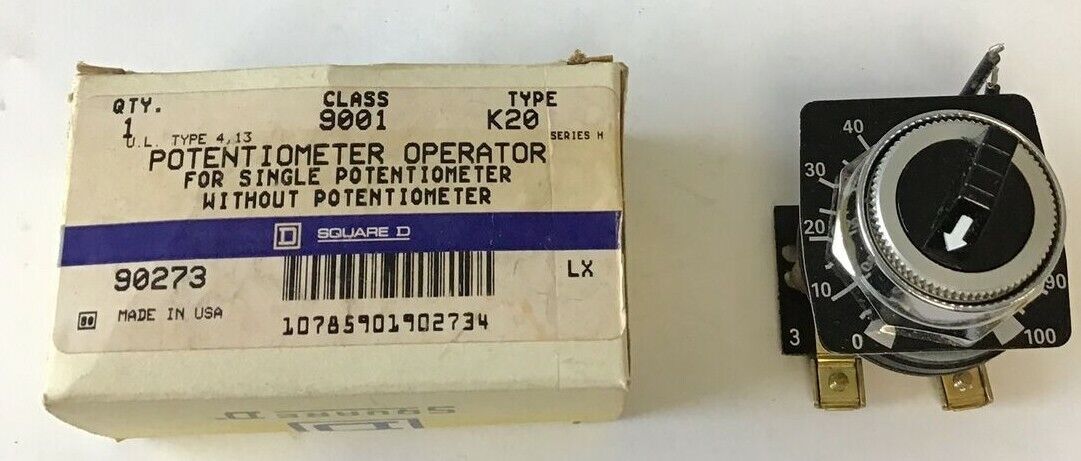 QTY. CLASS TYPE
1 9001 K20 SERIES H
U.L. TYPE 4,13
POTENTIOMETER OPERATOR
FOR SINGLE POTENTIOMETER
WITHOUT POTENTIOMETER
D SQUARE D
90273 LX
MADE IN USA
10785901902734
SQUARE D
40
30
20
10
0
90
100
3